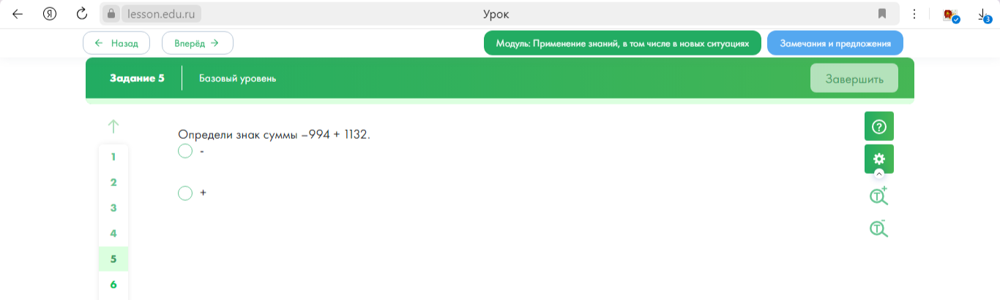 lesson.edu.ru
Урок
3
Назад
Вперёд
Модуль: Применение знаний, в том числе в новых ситуациях
Замечания и предложения
Задание 5
Базовый уровень
Завершить
Определи знак суммы –994 + 1132.
-
+
1
2
3
4
5
6